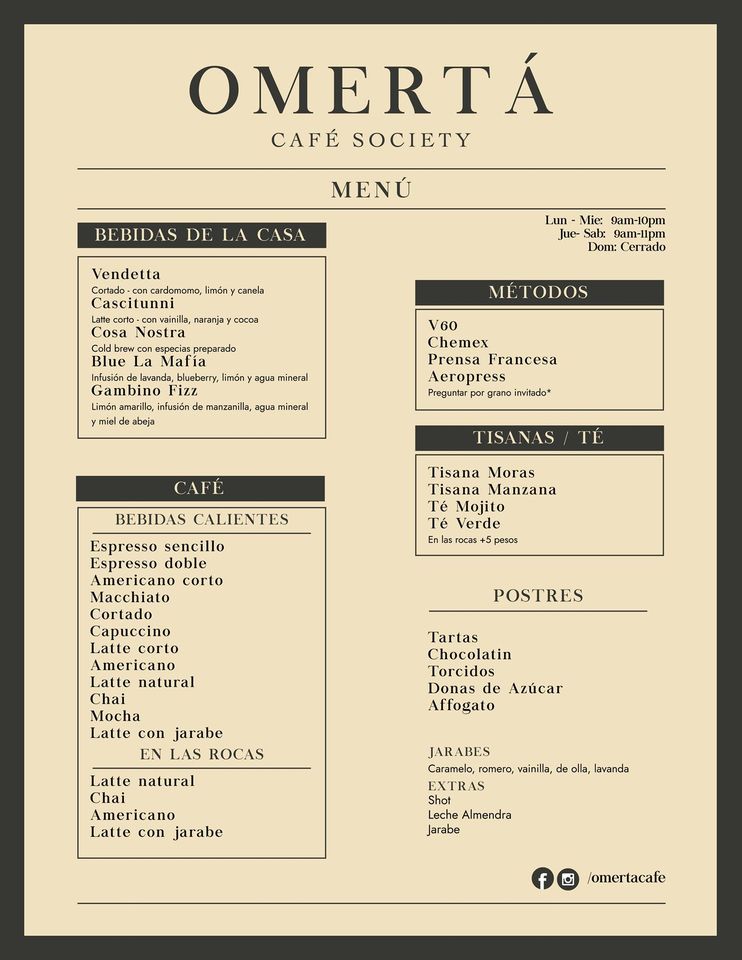 OMERTÁ
CAFÉ SOCIETY
MENÚ
Lun - Mie: 9am-10pm
Jue- Sab: 9am-11pm
Dom: Cerrado
BEBIDAS DE LA CASA
Vendetta
Cortado - con cardomomo, limón y canela
Cascitunni
Latte corto - con vainilla, naranja y cocoa
Cosa Nostra
Cold brew con especias preparado
Blue La Mafía
Infusión de lavanda, blueberry, limón y agua mineral
Gambino Fizz
Limón amarillo, infusión de manzanilla, agua mineral
y miel de abeja
CAFÉ
BEBIDAS CALIENTES
Espresso sencillo
Espresso doble
Americano corto
Macchiato
Cortado
Capuccino
Latte corto
Americano
Latte natural
Chai
Mocha
Latte con jarabe
EN LAS ROCAS
Latte natural
Chai
Americano
Latte con jarabe
MÉTODOS
V60
Chemex
Prensa Francesa
Aeropress
Preguntar por grano invitado*
TISANAS / TÉ
Tisana Moras
Tisana Manzana
Té Mojito
Té Verde
En las rocas +5 pesos
POSTRES
Tartas
Chocolatin
Torcidos
Donas de Azúcar
Affogato
JARABES
Caramelo, romero, vainilla, de olla, lavanda
EXTRAS
Shot
Leche Almendra
Jarabe
/omertacafe